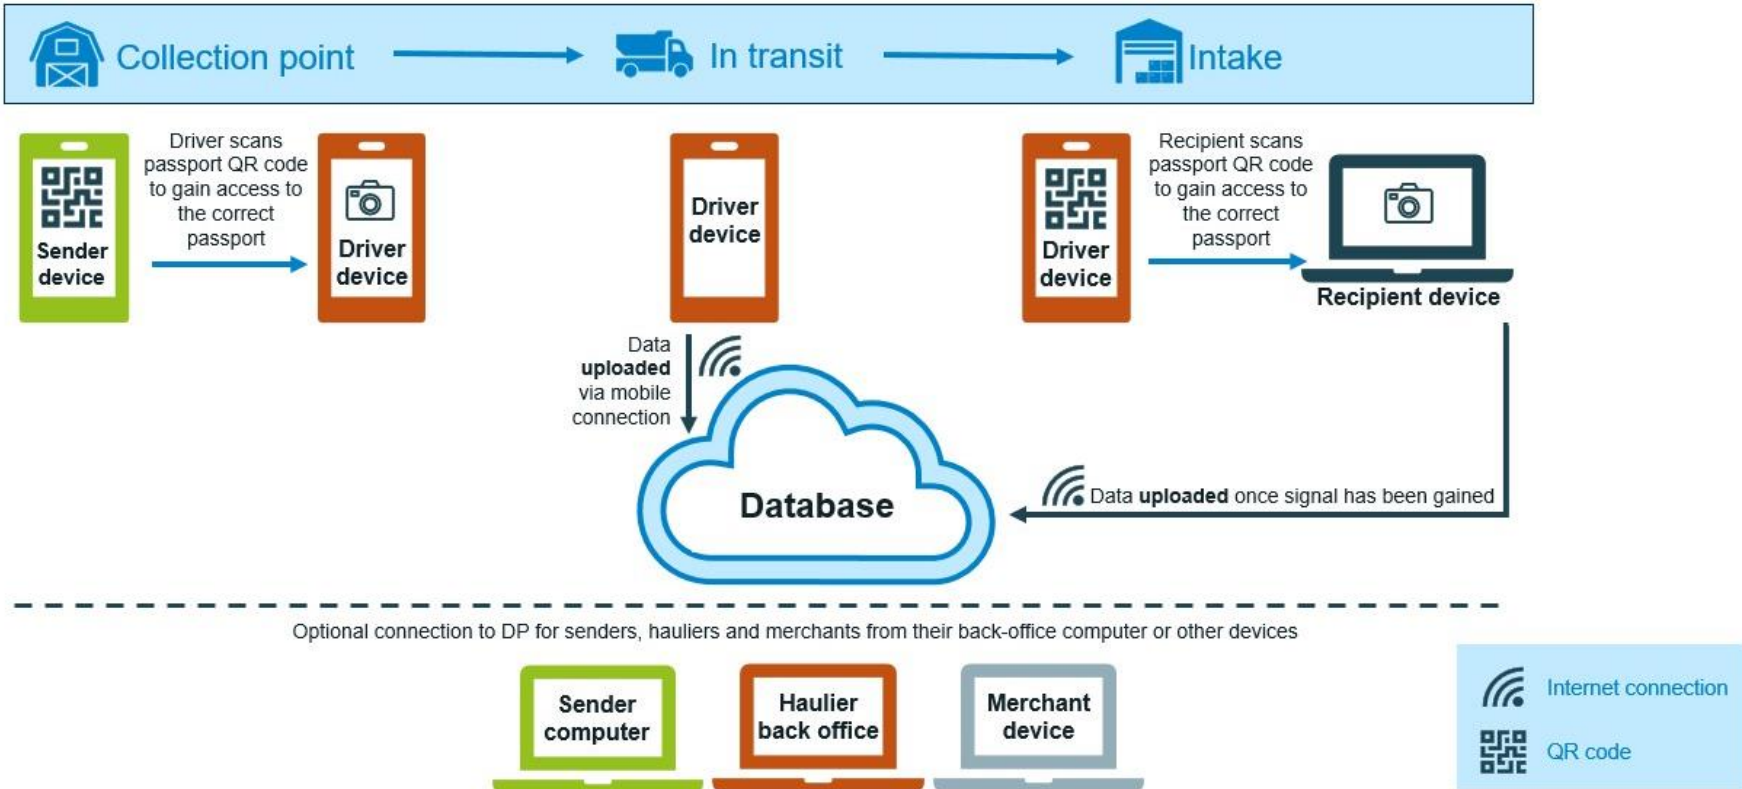 Collection point
In transit
Intake
Driver scans
passport QR code
to gain access to
the correct
passport
Sender
device
Driver
device
Driver
device
Driver
device
Recipient scans
passport QR code
to gain access to
the correct
passport
Recipient device
Data
uploaded
via mobile
connection
Database
Data uploaded once signal has been gained
Optional connection to DP for senders, hauliers and merchants from their back-office computer or other devices
Sender
computer
Haulier
back office
Merchant
device
Internet connection
QR code